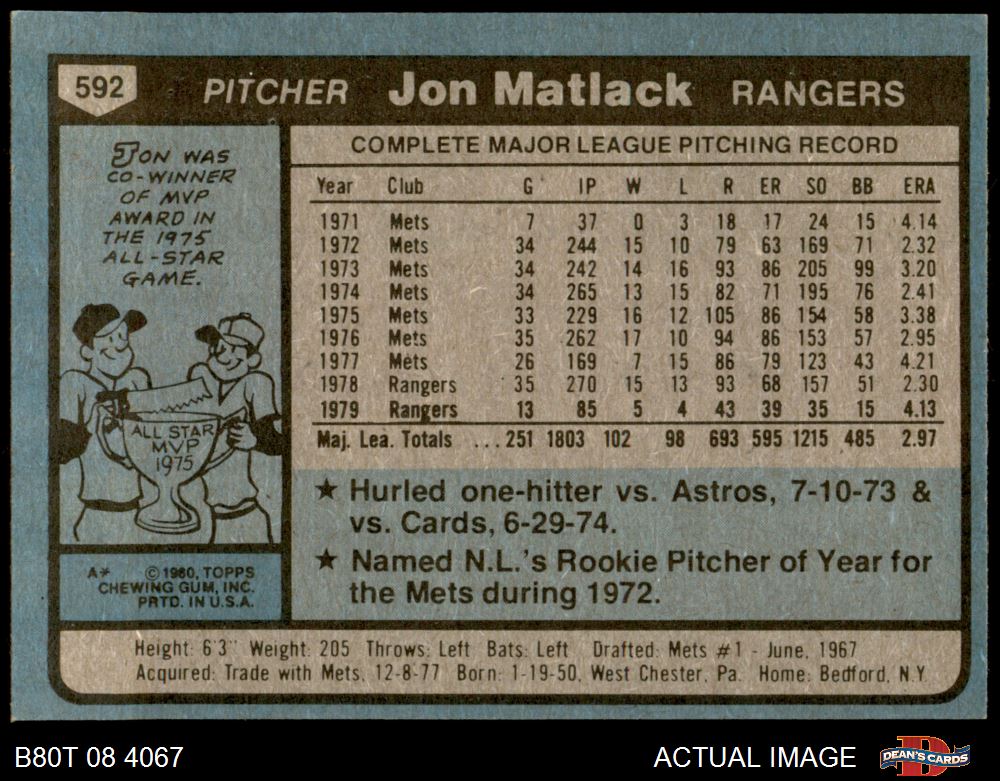 592 PITCHER Jon Matlack RANGERS
JON WAS
CO-WINNER
OF MVP
AWARD IN
THE 1975
ALL-STAR
GAME.
ALL STAR
MVP
1975
A* © 1980, TOPPS
CHEWING GUM, INC.
PRTD. IN U.S.A.
COMPLETE MAJOR LEAGUE PITCHING RECORD
Year Club G IP W L R ER SO BB ERA
1971 Mets 7 37 0 3 18 17 24 15 4.14
1972 Mets 34 244 15 10 79 63 169 71 2.32
1973 Mets 34 242 14 16 93 86 205 99 3.20
1974 Mets 34 265 13 15 82 71 195 76 2.41
1975 Mets 33 229 16 12 105 86 154 58 3.38
1976 Mets 35 262 17 10 94 86 153 57 2.95
1977 Mets 26 169 7 15 86 79 123 43 4.21
1978 Rangers 35 270 15 13 93 68 157 51 2.30
1979 Rangers 13 85 5 4 43 39 35 15 4.13
Maj. Lea. Totals ... 251 1803 102 98 693 595 1215 485 2.97
★ Hurled one-hitter vs. Astros, 7-10-73 &
vs. Cards, 6-29-74.
★ Named N.L.'s Rookie Pitcher of Year for
the Mets during 1972.
Height: 6'3" Weight: 205 Throws: Left Bats: Left Drafted: Mets #1 - June, 1967
Acquired: Trade with Mets, 12-8-77 Born: 1-19-50, West Chester, Pa. Home: Bedford, N.Y.
B80T 08 4067 ACTUAL IMAGE DEAN'S CARDS